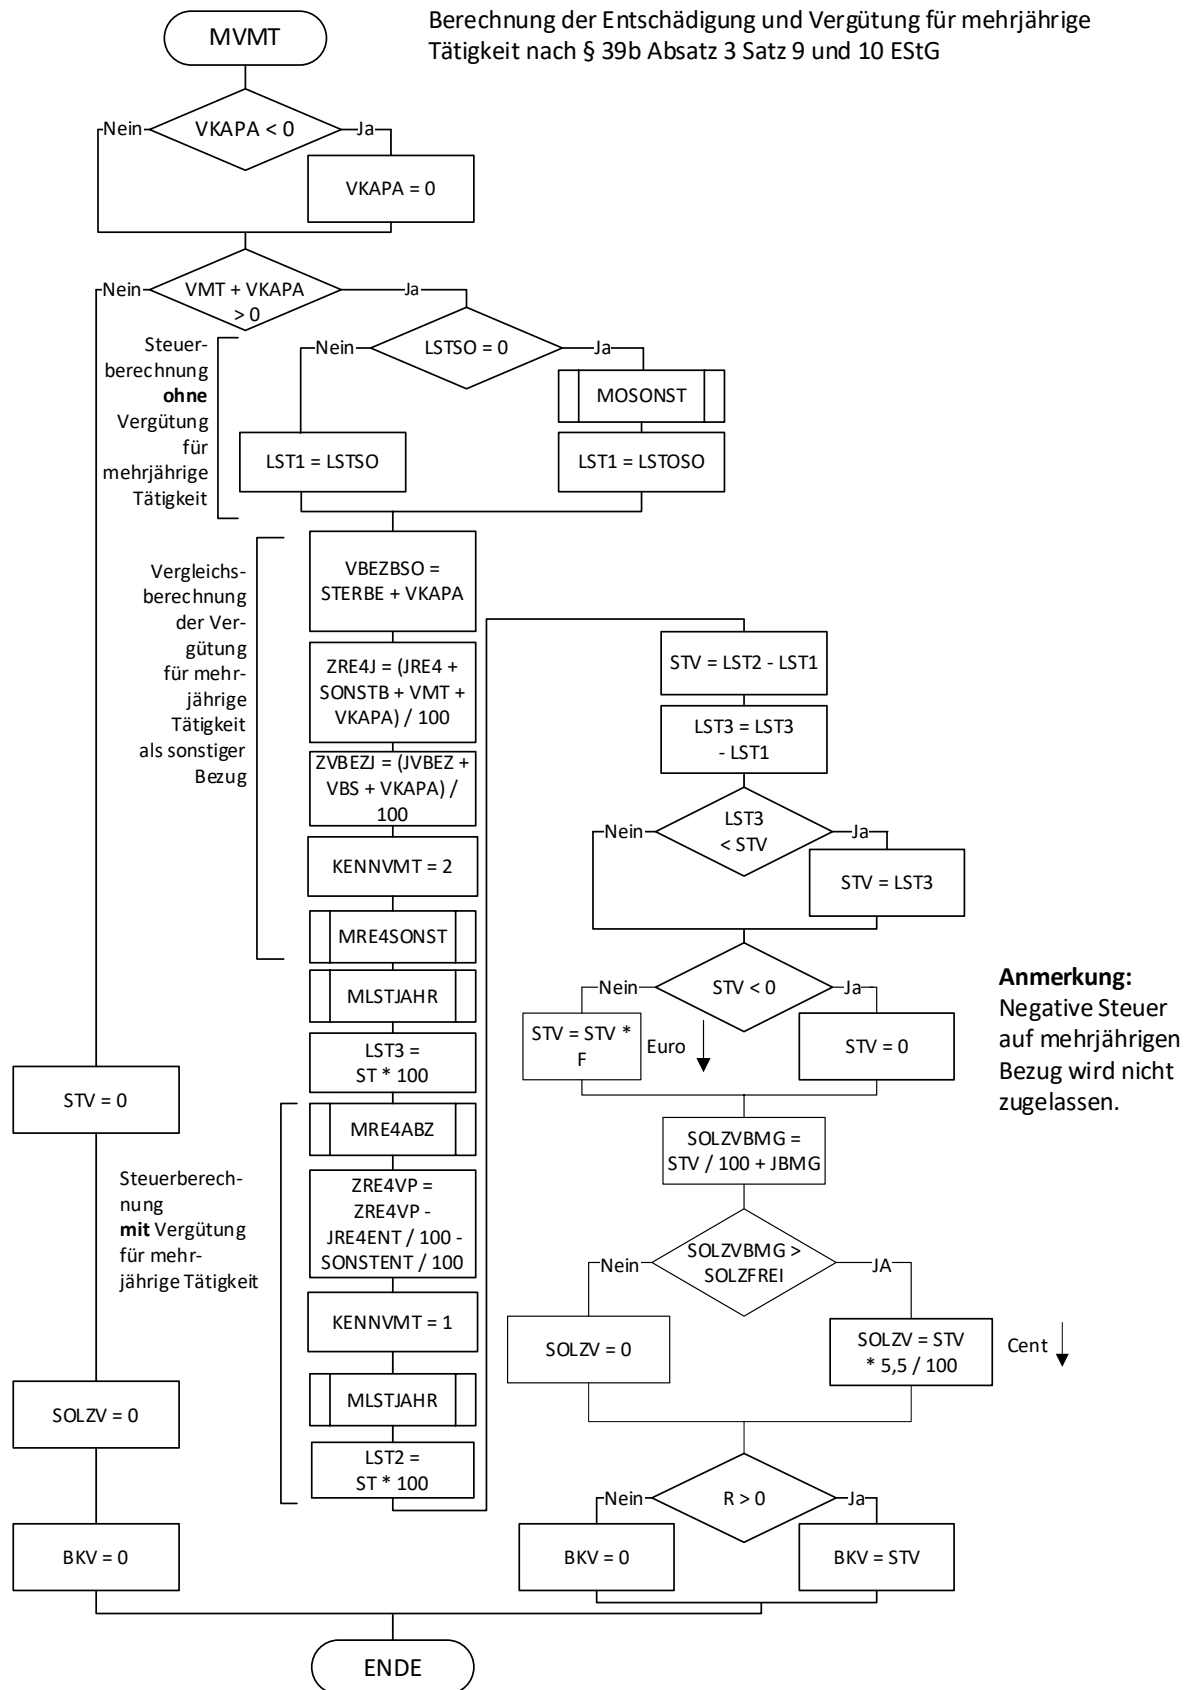 Berechnung der Entschädigung und Vergütung für mehrjährige
Tätigkeit nach § 39b Absatz 3 Satz 9 und 10 EStG
MVMT
Nein
VKAPA < 0
Ja
VKAPA = 0
Nein
VMT + VKAPA
> 0
Ja
Steuer-
berechnung
ohne
Vergütung
für
mehrjährige
Tätigkeit
Nein
LSTSO = 0
Ja
MOSONST
LST1 = LSTSO
LST1 = LSTOSO
Vergleichs-
berechnung
der Ver-
gütung
für mehr-
jährige
Tätigkeit
als sonstiger
Bezug
VBEZBSO =
STERBE + VKAPA
ZRE4J = (JRE4 +
SONSTB + VMT +
VKAPA) / 100
ZVBEZJ = (JVBEZ +
VBS + VKAPA) /
100
KENNVMT = 2
MRE4SONST
MLSTJAHR
LST3 =
ST * 100
STV = 0
Steuerberech-
nung
mit Vergütung
für mehr-
jährige Tätigkeit
MRE4ABZ
ZRE4VP =
ZRE4VP -
JRE4ENT / 100 -
SONSTENT / 100
KENNVMT = 1
MLSTJAHR
LST2 =
ST * 100
SOLZV = 0
BKV = 0
STV = LST2 - LST1
LST3 = LST3
- LST1
Nein
LST3
< STV
Ja
STV = LST3
Nein
STV < 0
Ja
STV = STV *
F
Euro
STV = 0
Anmerkung:
Negative Steuer
auf mehrjährigen
Bezug wird nicht
zugelassen.
SOLZVBMG =
STV / 100 + JBMG
Nein
SOLZVBMG >
SOLZFREI
JA
SOLZV = 0
SOLZV = STV
* 5,5 / 100
Cent
Nein
R > 0
Ja
BKV = 0
BKV = STV
ENDE